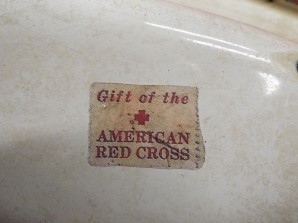 Gift of the
AMERICAN
RED CROSS